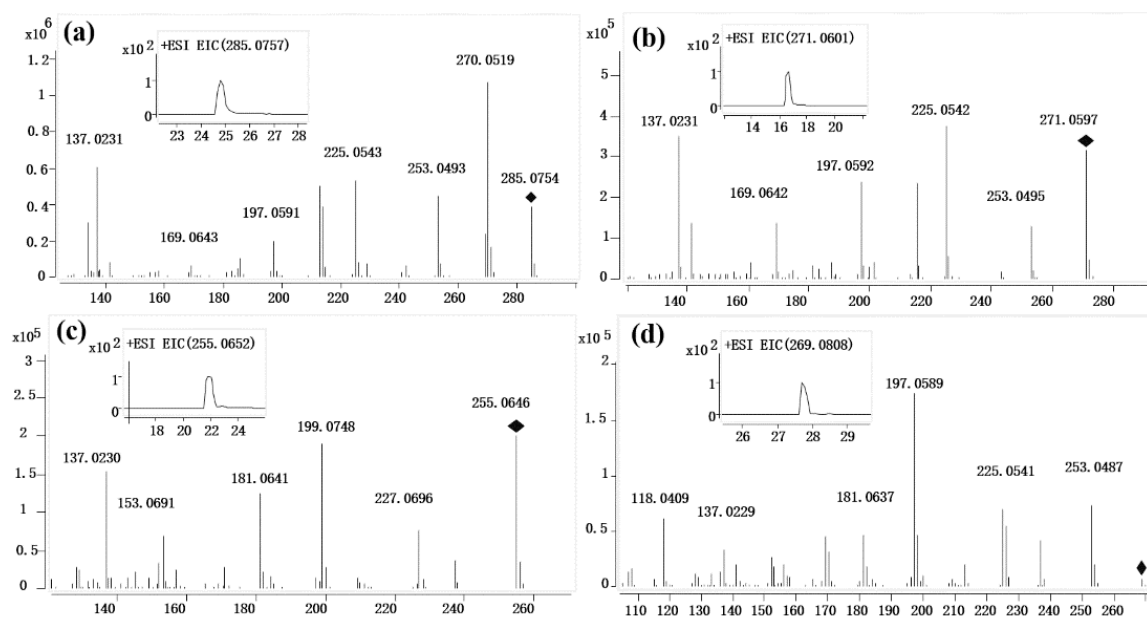 x10^6
(a)
+ESI EIC(285.0757)
x10^2
1
0
23 24 25 26 27 28
1.2
1
0.8
0.6
0.4
0.2
0
270.0519
137.0231
225.0543
253.0493
285.0754
197.0591
169.0643
140 160 180 200 220 240 260 280
x10^5
(b)
+ESI EIC(271.0601)
x10^2
1
0
14 16 18 20
5
4
3
2
1
0
137.0231
225.0542
271.0597
197.0592
169.0642
253.0495
140 160 180 200 220 240 260 280
x10^5
(c)
+ESI EIC(255.0652)
x10^2
1
0
18 20 22 24
3
2.5
2
1.5
1
0.5
0
255.0646
199.0748
137.0230
181.0641
153.0691
227.0696
140 160 180 200 220 240 260
x10^5
(d)
+ESI EIC(269.0808)
x10^2
1
0
26 27 28 29
2
1.5
1
0.5
0
197.0589
225.0541
253.0487
118.0409
137.0229
181.0637
110 120 130 140 150 160 170 180 190 200 210 220 230 240 250 260